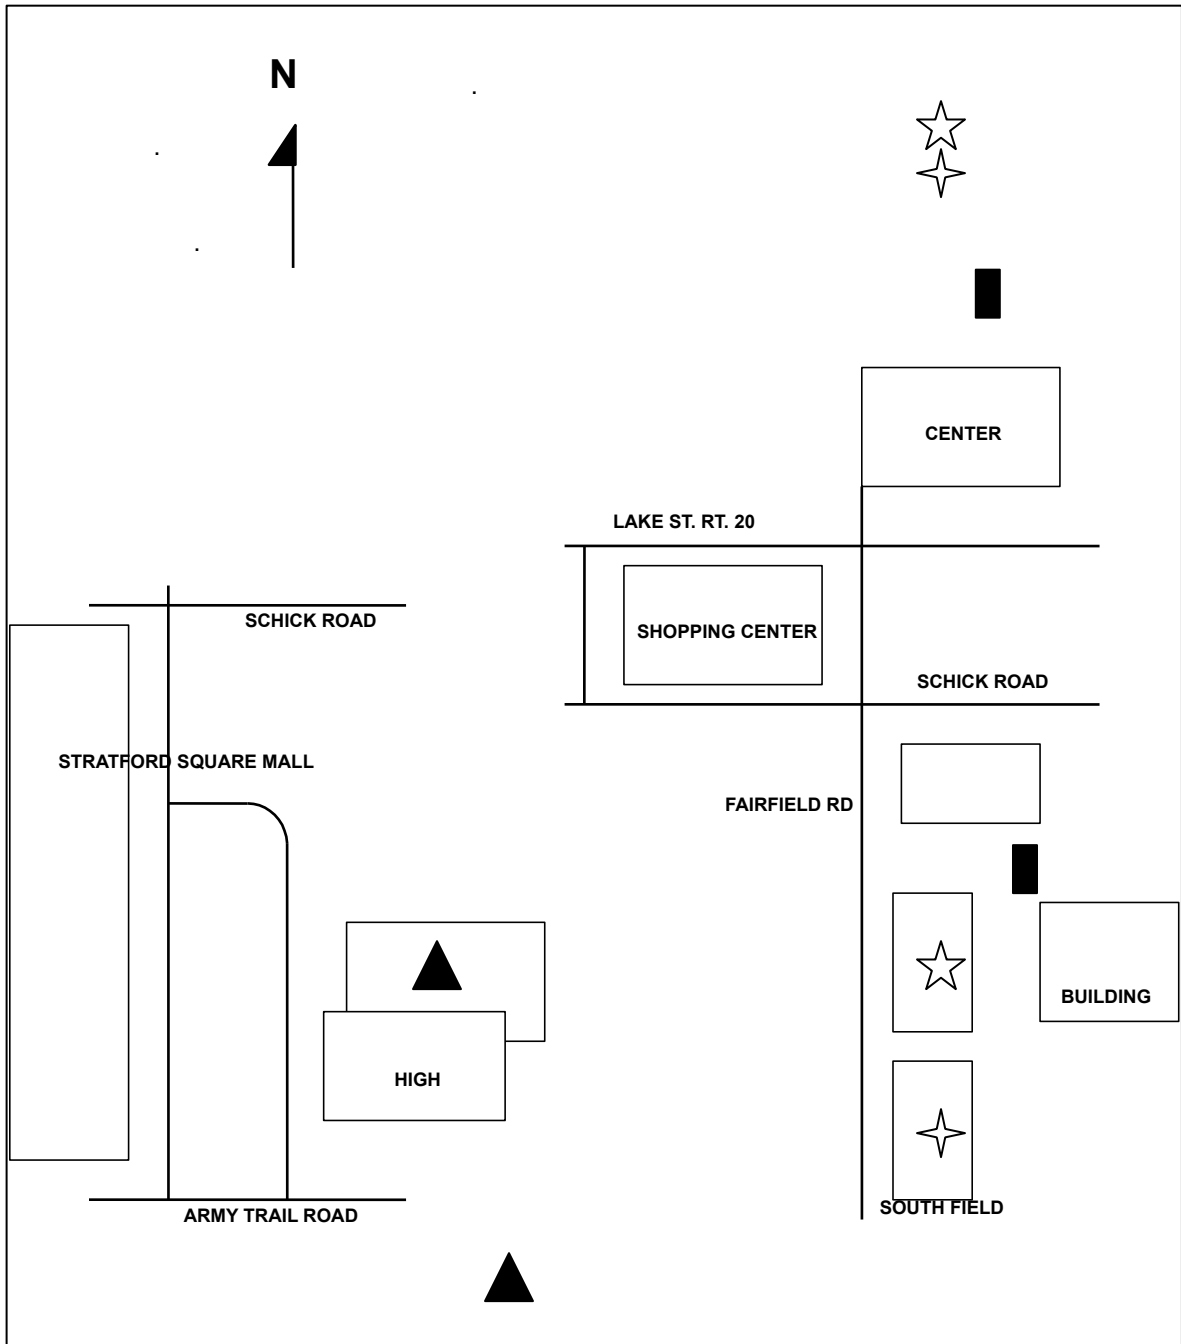 N
CENTER
LAKE ST. RT. 20
SCHICK ROAD
SHOPPING CENTER
SCHICK ROAD
STRATFORD SQUARE MALL
FAIRFIELD RD
BUILDING
HIGH
SOUTH FIELD
ARMY TRAIL ROAD